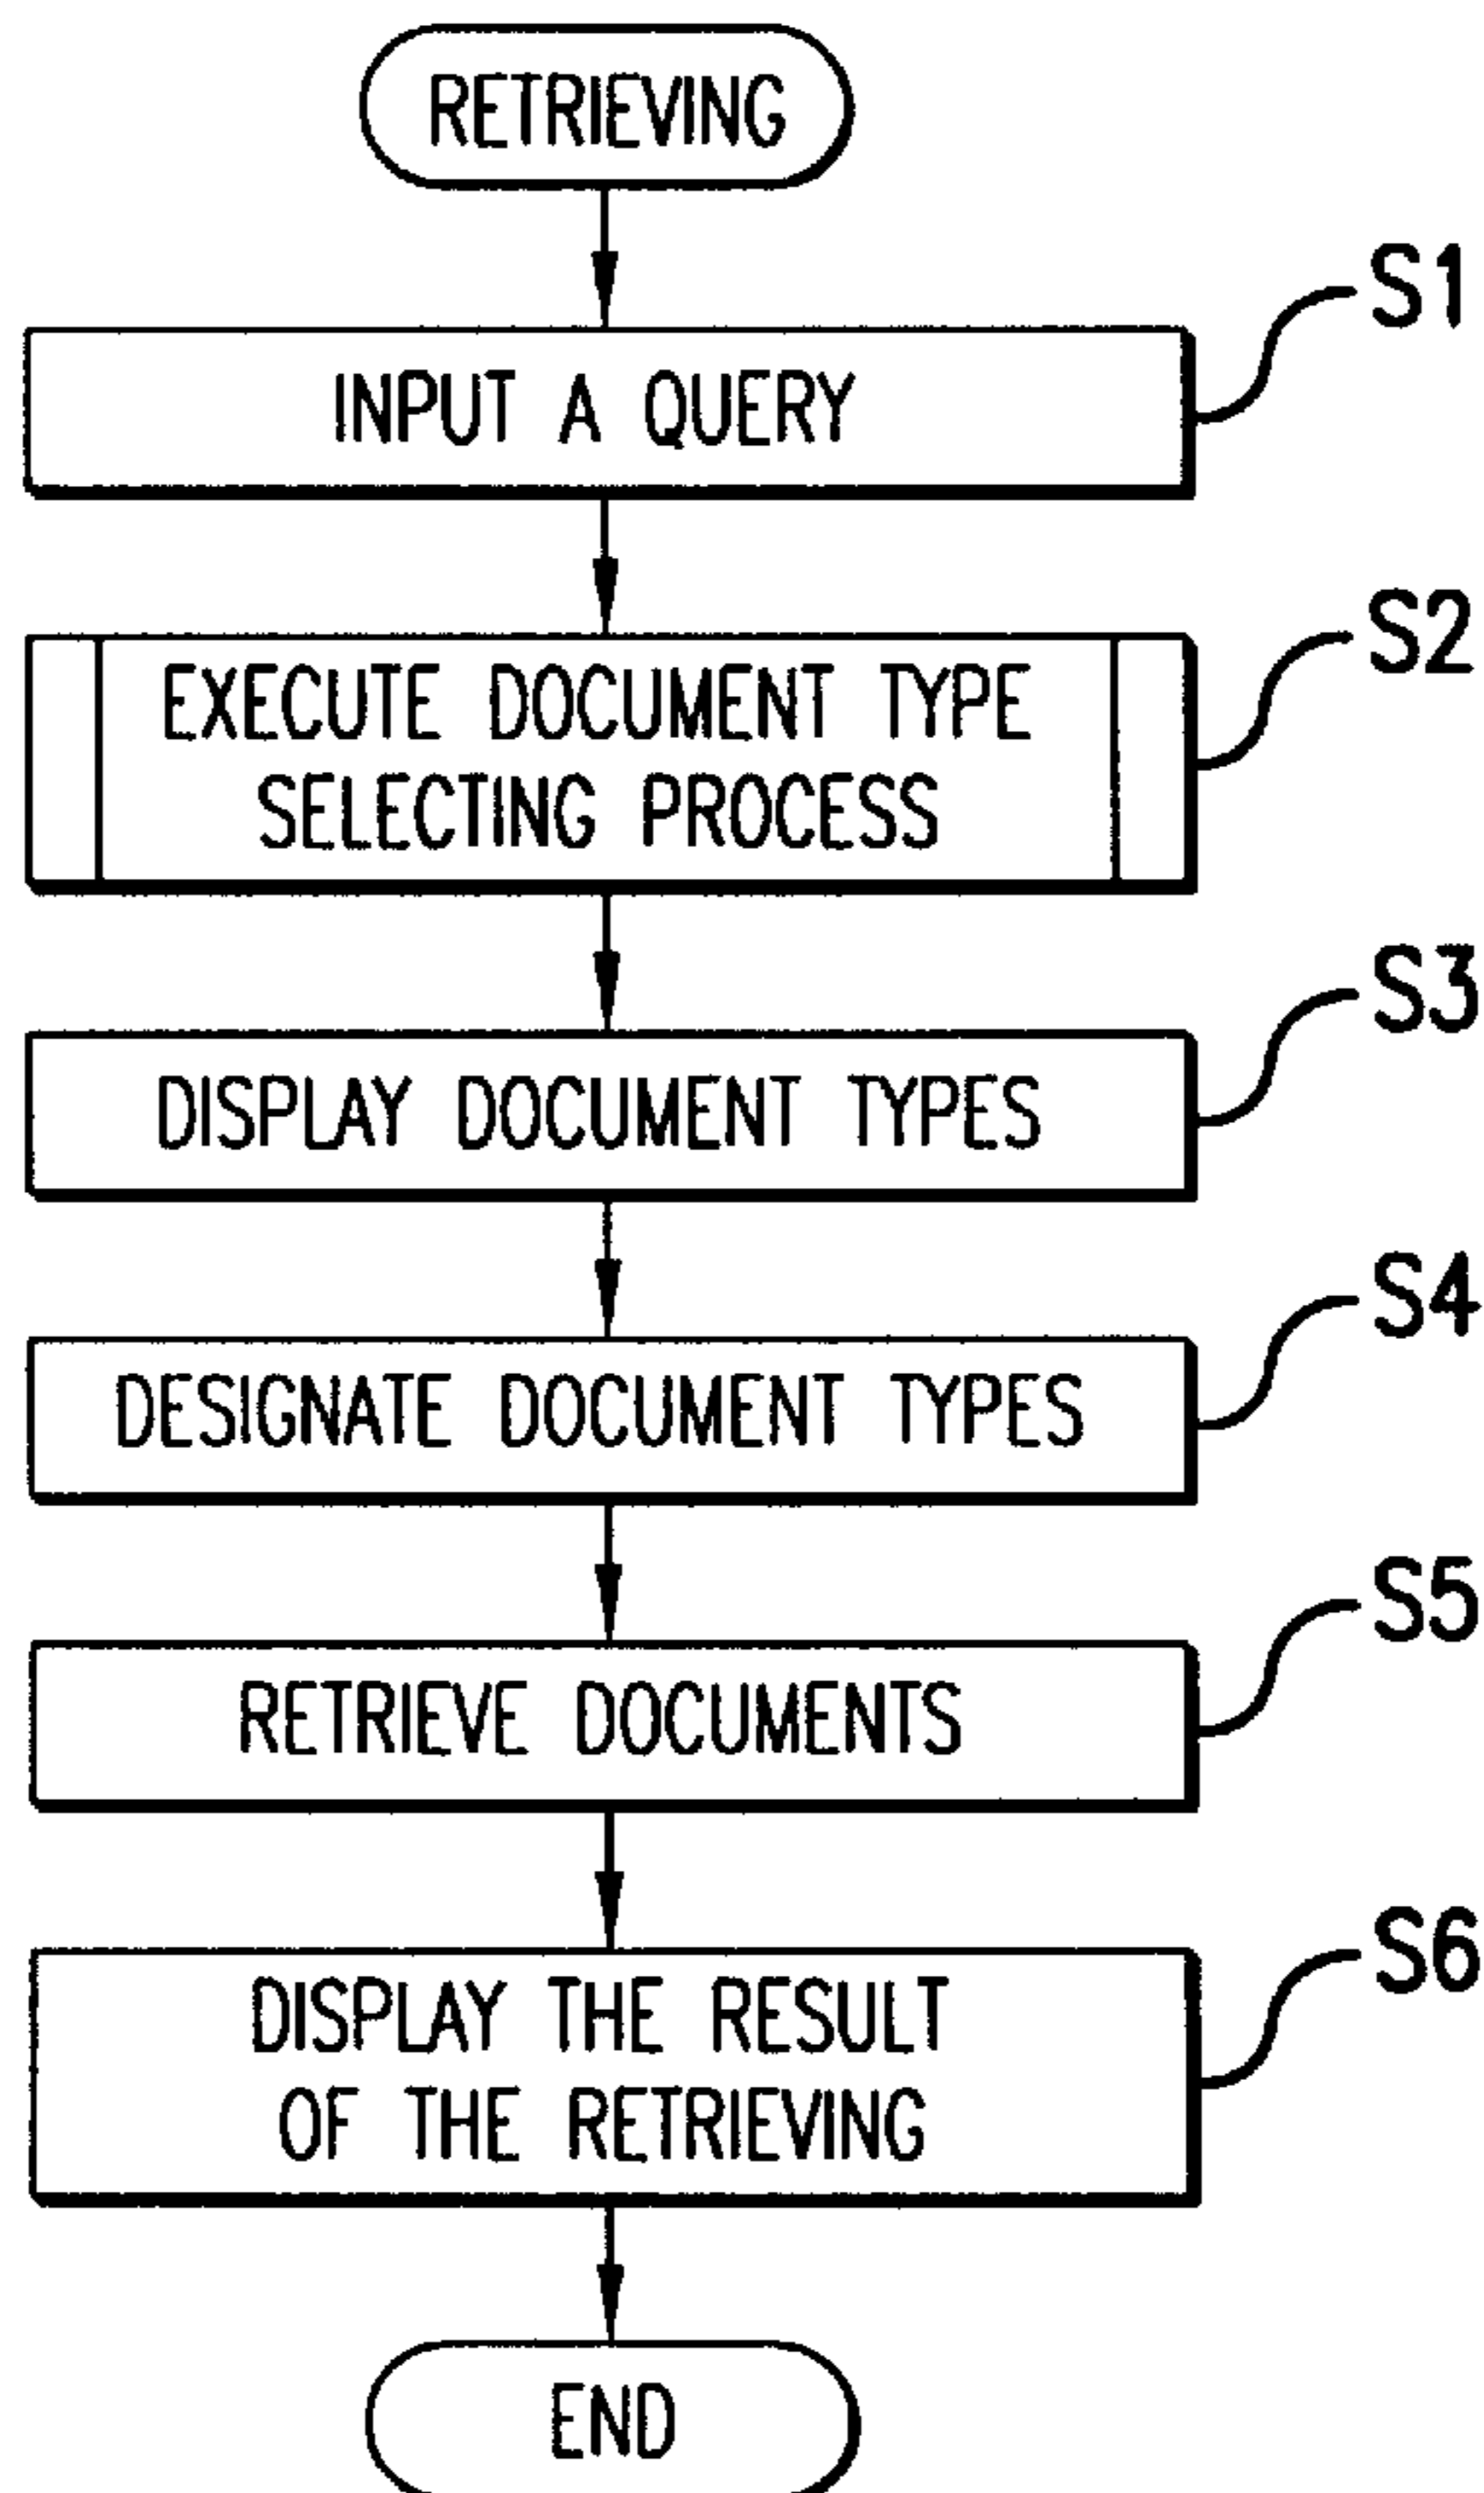 RETRIEVING
S1
INPUT A QUERY
S2
EXECUTE DOCUMENT TYPE
SELECTING PROCESS
S3
DISPLAY DOCUMENT TYPES
S4
DESIGNATE DOCUMENT TYPES
S5
RETRIEVE DOCUMENTS
S6
DISPLAY THE RESULT
OF THE RETRIEVING
END